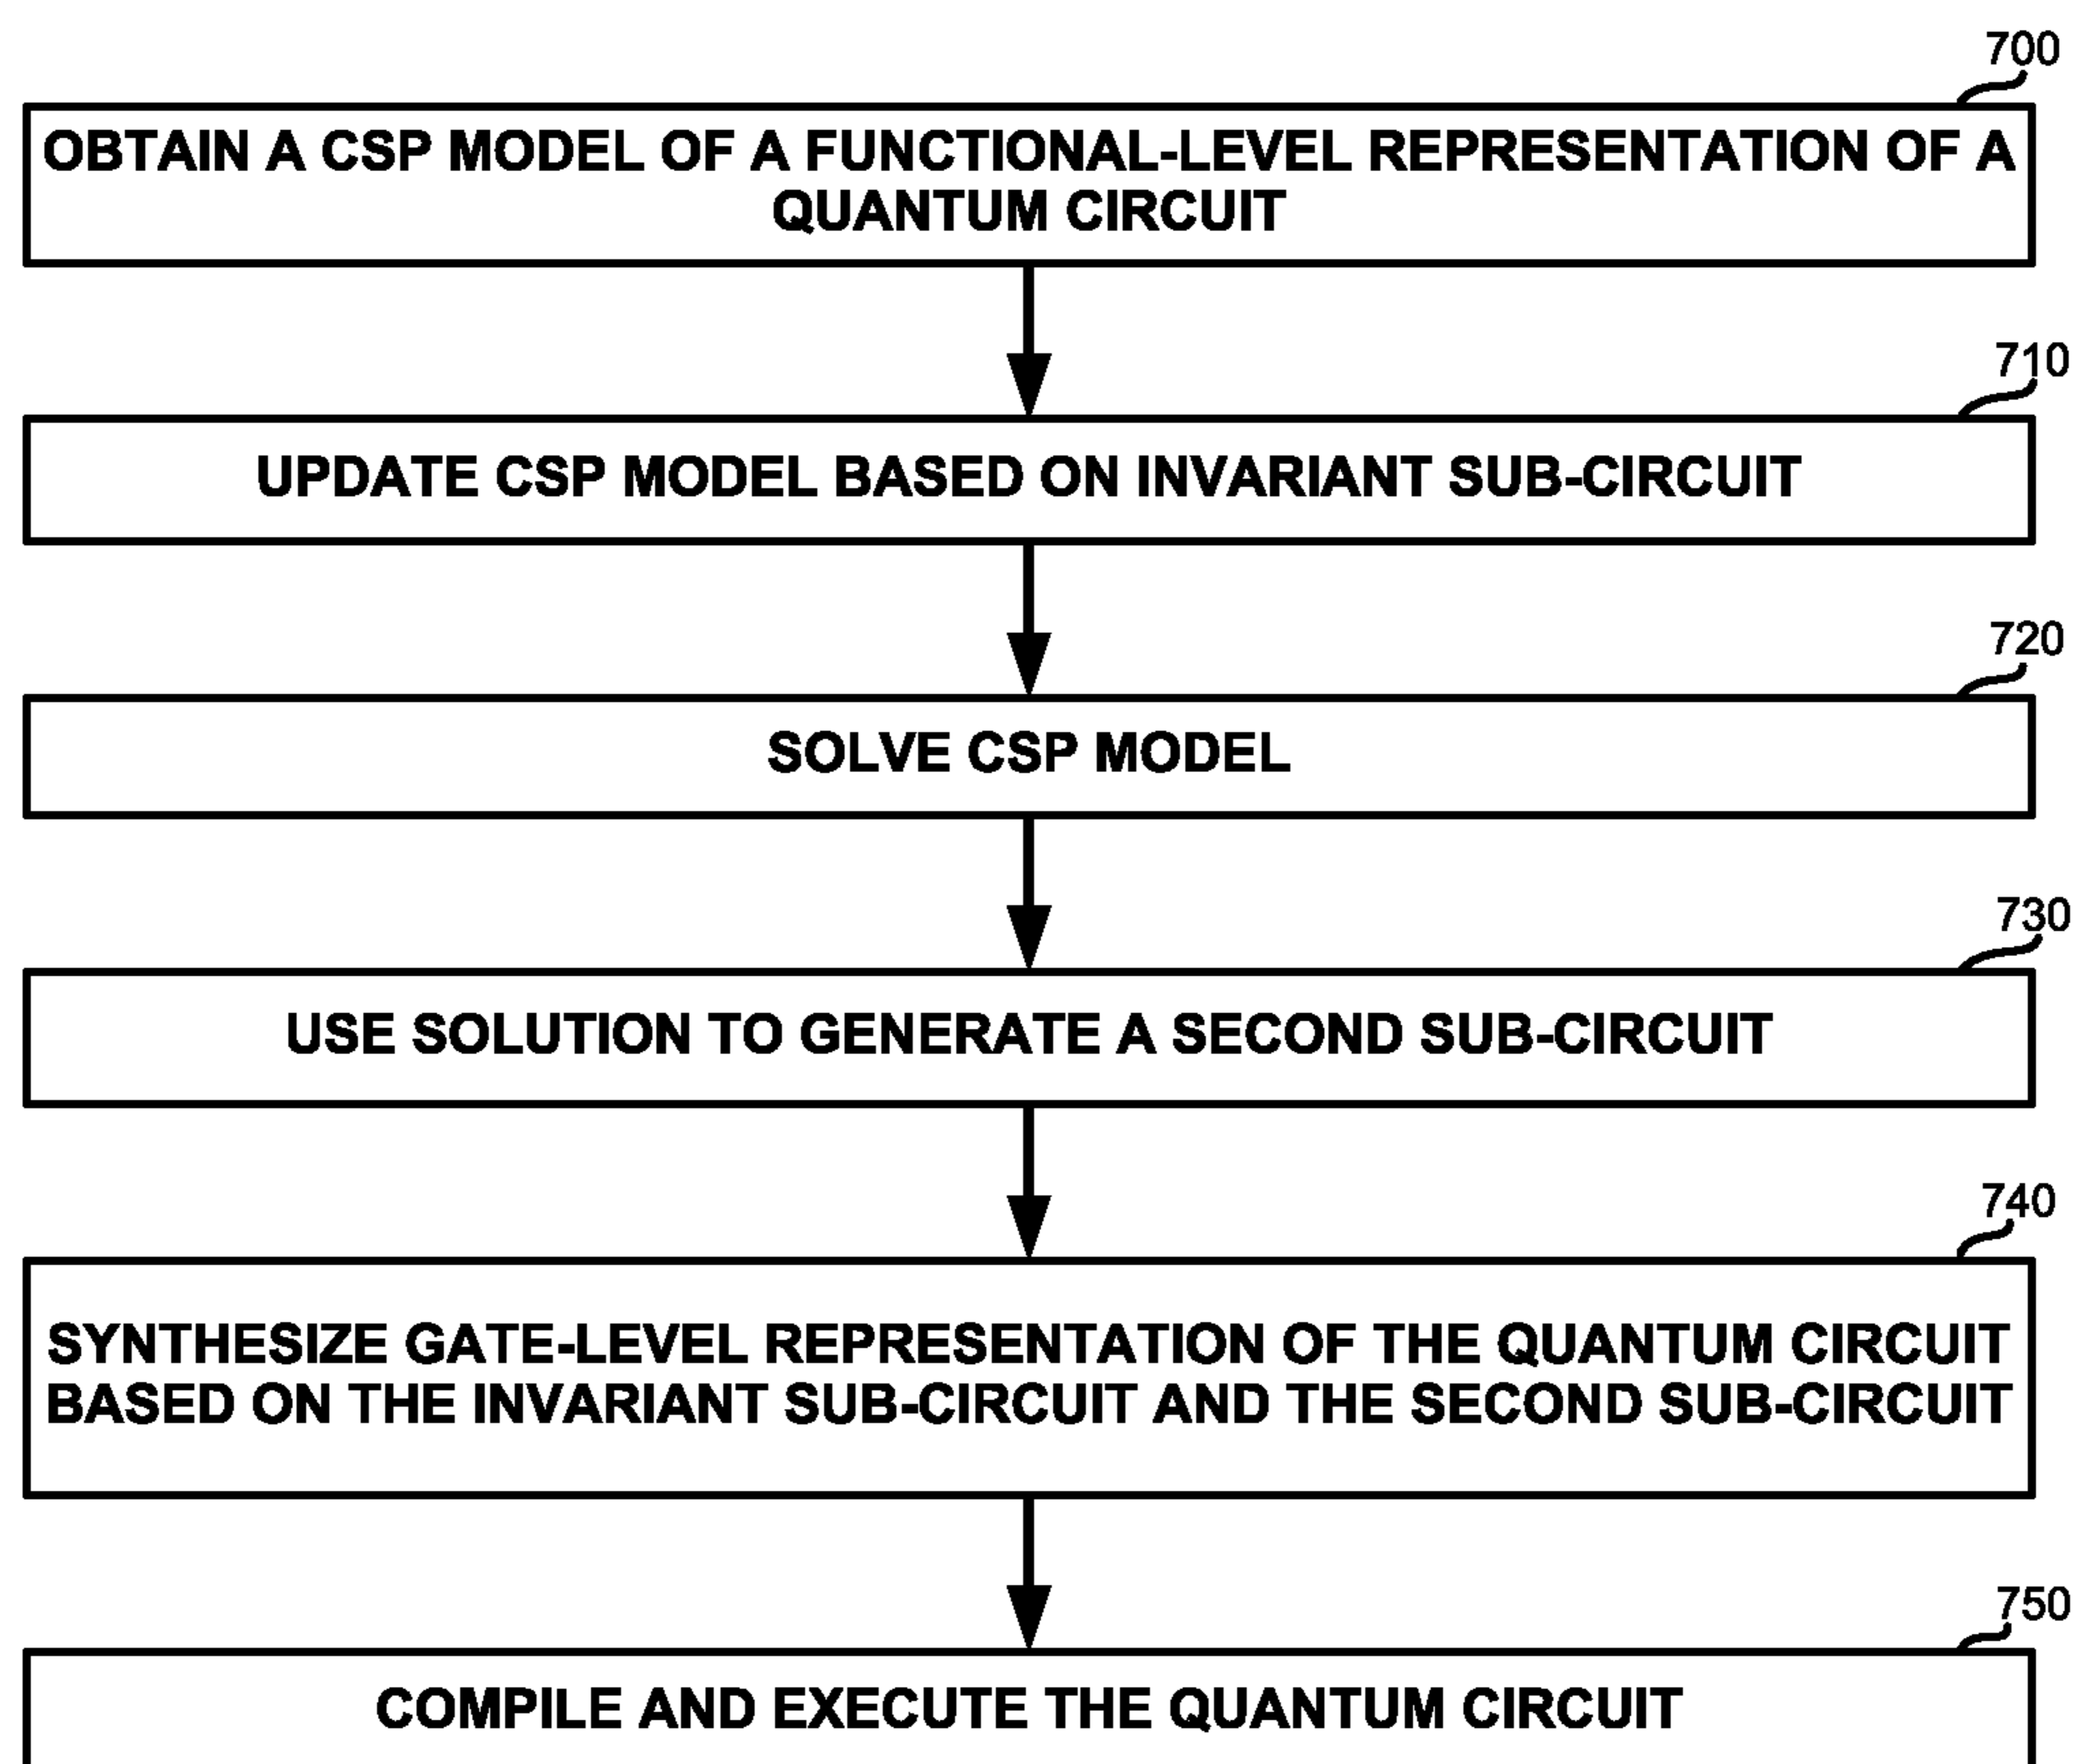 700
OBTAIN A CSP MODEL OF A FUNCTIONAL-LEVEL REPRESENTATION OF A
QUANTUM CIRCUIT
710
UPDATE CSP MODEL BASED ON INVARIANT SUB-CIRCUIT
720
SOLVE CSP MODEL
730
USE SOLUTION TO GENERATE A SECOND SUB-CIRCUIT
740
SYNTHESIZE GATE-LEVEL REPRESENTATION OF THE QUANTUM CIRCUIT
BASED ON THE INVARIANT SUB-CIRCUIT AND THE SECOND SUB-CIRCUIT
750
COMPILE AND EXECUTE THE QUANTUM CIRCUIT